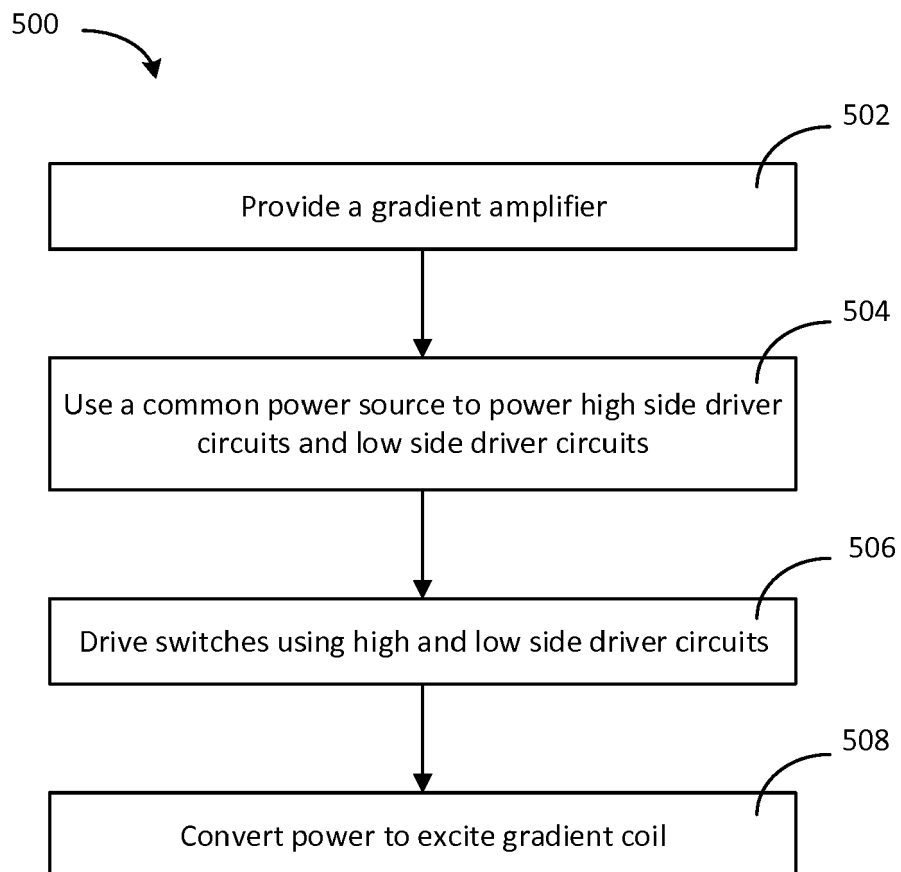 500
502
Provide a gradient amplifier
504
Use a common power source to power high side driver
circuits and low side driver circuits
506
Drive switches using high and low side driver circuits
508
Convert power to excite gradient coil